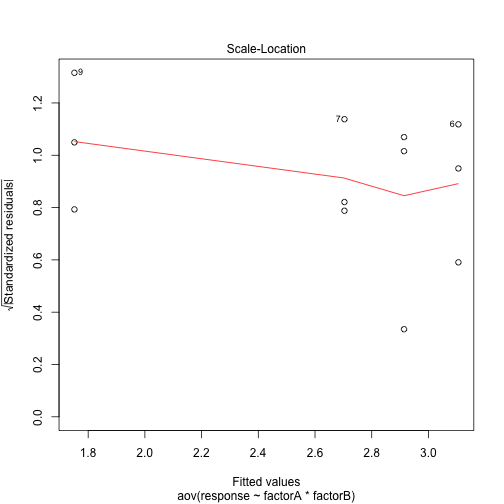 Scale-Location
√|Standardized residuals|
1.2
1.0
0.8
0.6
0.4
0.2
0.0
9
7
6
1.8 2.0 2.2 2.4 2.6 2.8 3.0
Fitted values
aov(response ~ factorA * factorB)